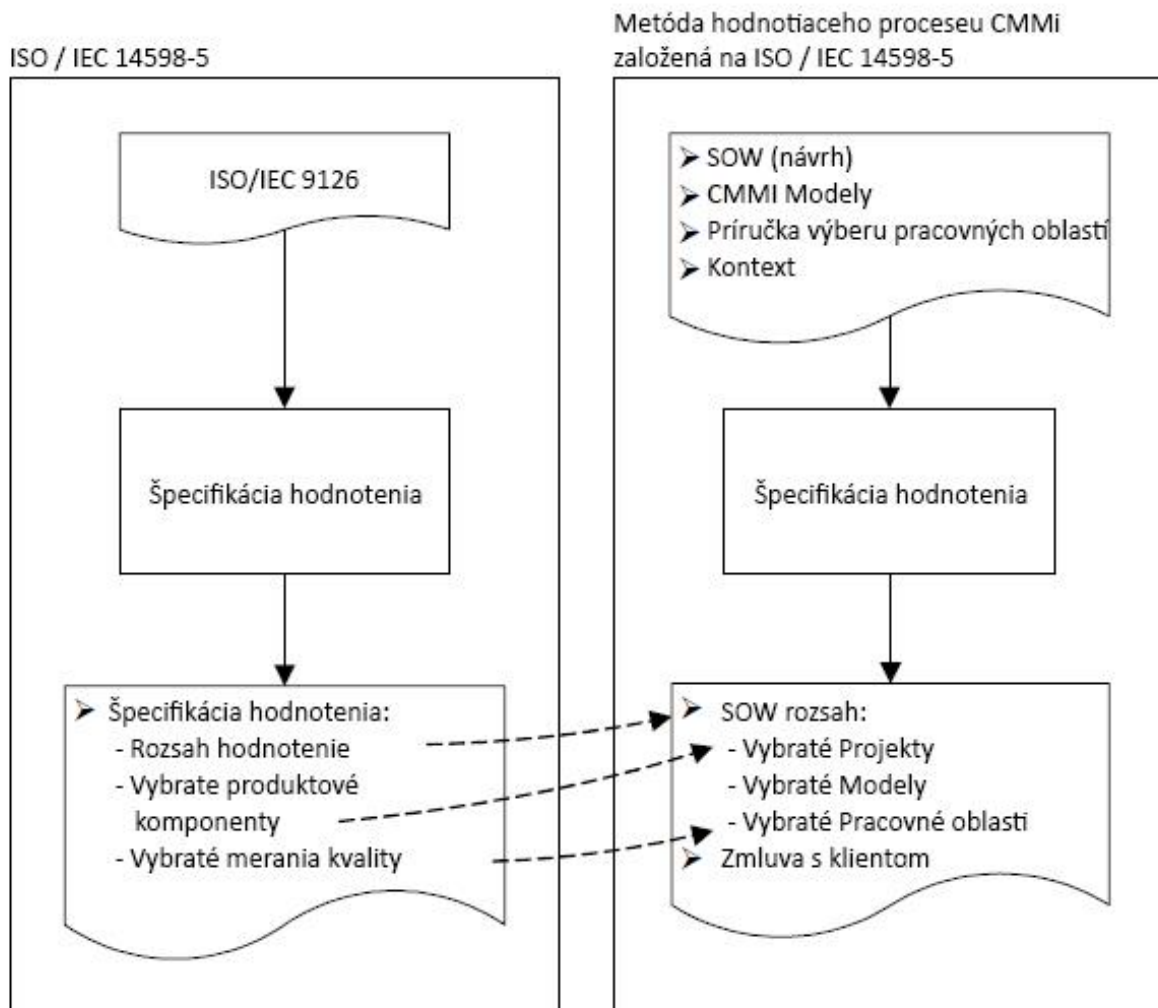 ISO / IEC 14598-5
ISO/IEC 9126
Špecifikácia hodnotenia
Špecifikácia hodnotenia:
- Rozsah hodnotenie
- Vybrate produktové
komponenty
- Vybraté merania kvality
Metóda hodnotiaceho proceseu CMMi
založená na ISO / IEC 14598-5
SOW (návrh)
CMMI Modely
Príručka výberu pracovných oblastí
Kontext
Špecifikácia hodnotenia
SOW rozsah:
- Vybraté Projekty
- Vybraté Modely
- Vybraté Pracovné oblasti
Zmluva s klientom